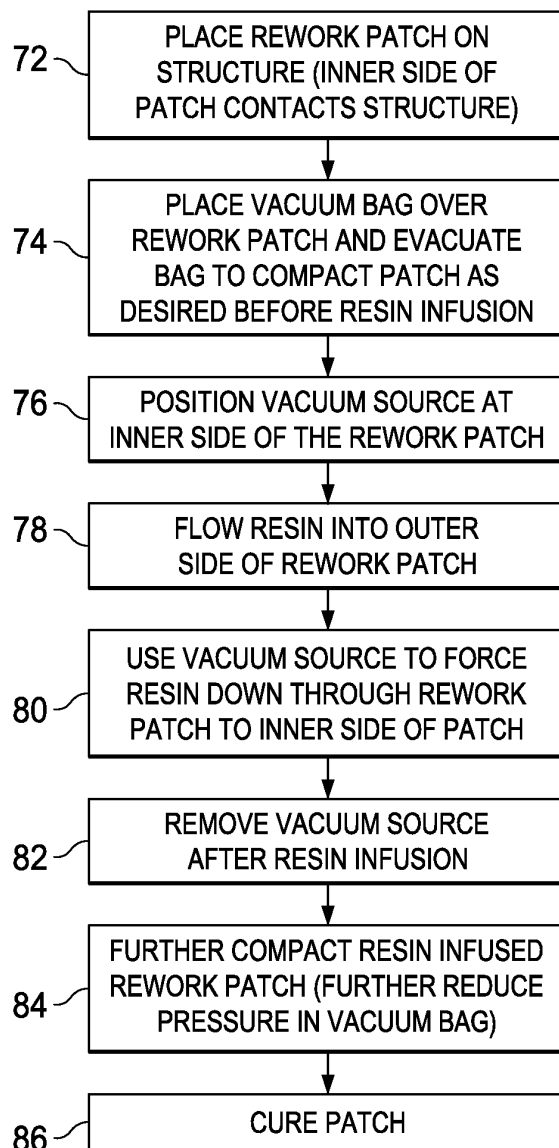 72
PLACE REWORK PATCH ON
STRUCTURE (INNER SIDE OF
PATCH CONTACTS STRUCTURE)
74
PLACE VACUUM BAG OVER
REWORK PATCH AND EVACUATE
BAG TO COMPACT PATCH AS
DESIRED BEFORE RESIN INFUSION
76
POSITION VACUUM SOURCE AT
INNER SIDE OF THE REWORK PATCH
78
FLOW RESIN INTO OUTER
SIDE OF REWORK PATCH
80
USE VACUUM SOURCE TO FORCE
RESIN DOWN THROUGH REWORK
PATCH TO INNER SIDE OF PATCH
82
REMOVE VACUUM SOURCE
AFTER RESIN INFUSION
84
FURTHER COMPACT RESIN INFUSED
REWORK PATCH (FURTHER REDUCE
PRESSURE IN VACUUM BAG)
86
CURE PATCH